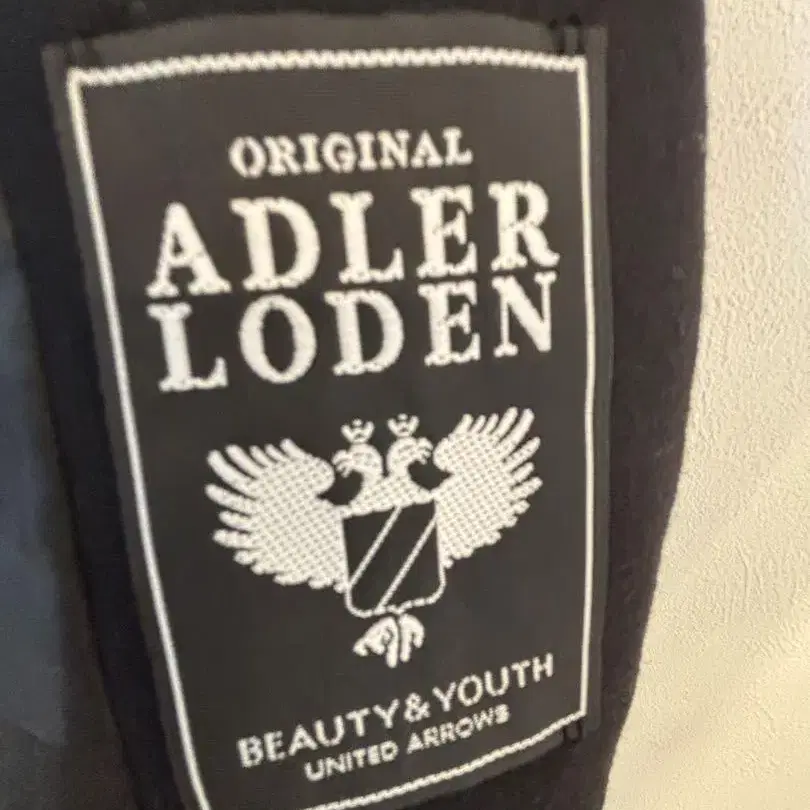 ORIGINAL
ADLER
LODEN
BEAUTY&YOUTH
UNITED ARROWS